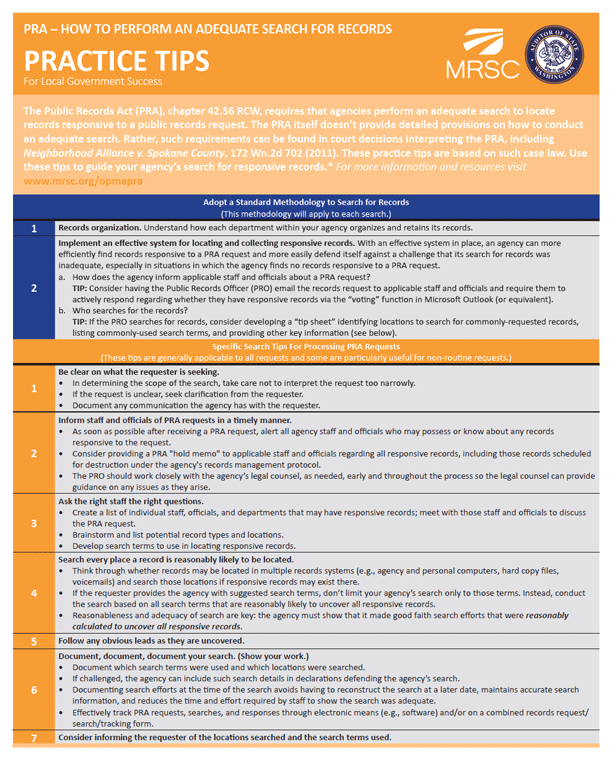 PRA – HOW TO PERFORM AN ADEQUATE SEARCH FOR RECORDS
PRACTICE TIPS
For Local Government Success
MRSC
AUDITOR OF STATE
WASHINGTON
The Public Records Act (PRA), chapter 42.56 RCW, requires that agencies perform an adequate search to locate
records responsive to a public records request. The PRA itself doesn't provide detailed provisions on how to conduct
an adequate search. Rather, such requirements can be found in court decisions interpreting the PRA, including
Neighborhood Alliance v. Spokane County, 172 Wn.2d 702 (2011). These practice tips are based on such case law. Use
these tips to guide your agency's search for responsive records.* For more information and resources visit
www.mrsc.org/opmapra
Adopt a Standard Methodology to Search for Records
(This methodology will apply to each search.)
1 Records organization. Understand how each department within your agency organizes and retains its records.
Implement an effective system for locating and collecting responsive records. With an effective system in place, an agency can more
efficiently find records responsive to a PRA request and more easily defend itself against a challenge that its search for records was
inadequate, especially in situations in which the agency finds no records responsive to a PRA request.
a. How does the agency inform applicable staff and officials about a PRA request?
2 TIP: Consider having the Public Records Officer (PRO) email the records request to applicable staff and officials and require them to
actively respond regarding whether they have responsive records via the "voting" function in Microsoft Outlook (or equivalent).
b. Who searches for the records?
TIP: If the PRO searches for records, consider developing a "tip sheet" identifying locations to search for commonly-requested records,
listing commonly-used search terms, and providing other key information (see below).
Specific Search Tips For Processing PRA Requests
(These tips are generally applicable to all requests and some are particularly useful for non-routine requests.)
Be clear on what the requester is seeking.
1 • In determining the scope of the search, take care not to interpret the request too narrowly.
• If the request is unclear, seek clarification from the requester.
• Document any communication the agency has with the requester.
Inform staff and officials of PRA requests in a timely manner.
• As soon as possible after receiving a PRA request, alert all agency staff and officials who may possess or know about any records
responsive to the request.
2 • Consider providing a PRA "hold memo" to applicable staff and officials regarding all responsive records, including those records scheduled
for destruction under the agency's records management protocol.
• The PRO should work closely with the agency's legal counsel, as needed, early and throughout the process so the legal counsel can provide
guidance on any issues as they arise.
Ask the right staff the right questions.
• Create a list of individual staff, officials, and departments that may have responsive records; meet with those staff and officials to discuss
3 the PRA request.
• Brainstorm and list potential record types and locations.
• Develop search terms to use in locating responsive records.
Search every place a record is reasonably likely to be located.
• Think through whether records may be located in multiple records systems (e.g., agency and personal computers, hard copy files,
voicemails) and search those locations if responsive records may exist there.
4 • If the requester provides the agency with suggested search terms, don't limit your agency's search only to those terms. Instead, conduct
the search based on all search terms that are reasonably likely to uncover all responsive records.
• Reasonableness and adequacy of search are key: the agency must show that it made good faith search efforts that were reasonably
calculated to uncover all responsive records.
5 Follow any obvious leads as they are uncovered.
Document, document, document your search. (Show your work.)
• Document which search terms were used and which locations were searched.
• If challenged, the agency can include such search details in declarations defending the agency's search.
6 • Documenting search efforts at the time of the search avoids having to reconstruct the search at a later date, maintains accurate search
information, and reduces the time and effort required by staff to show the search was adequate.
• Effectively track PRA requests, searches, and responses through electronic means (e.g., software) and/or on a combined records request/
search/tracking form.
7 Consider informing the requester of the locations searched and the search terms used.